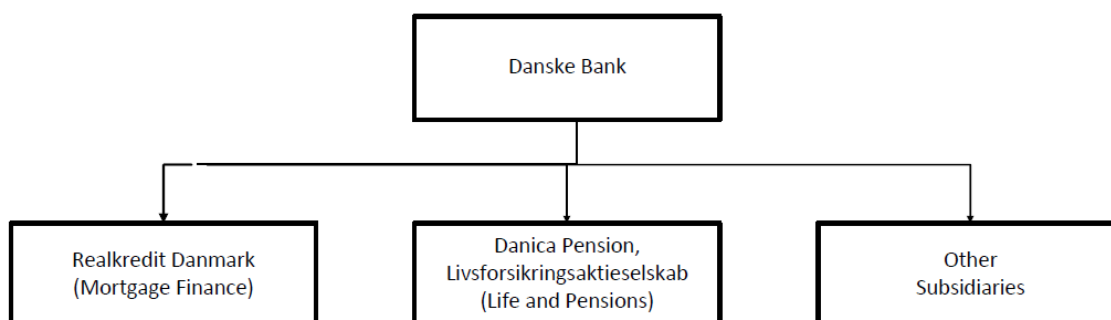 Danske Bank
Realkredit Danmark
(Mortgage Finance)
Danica Pension,
Livsforsikringsaktieselskab
(Life and Pensions)
Other
Subsidiaries